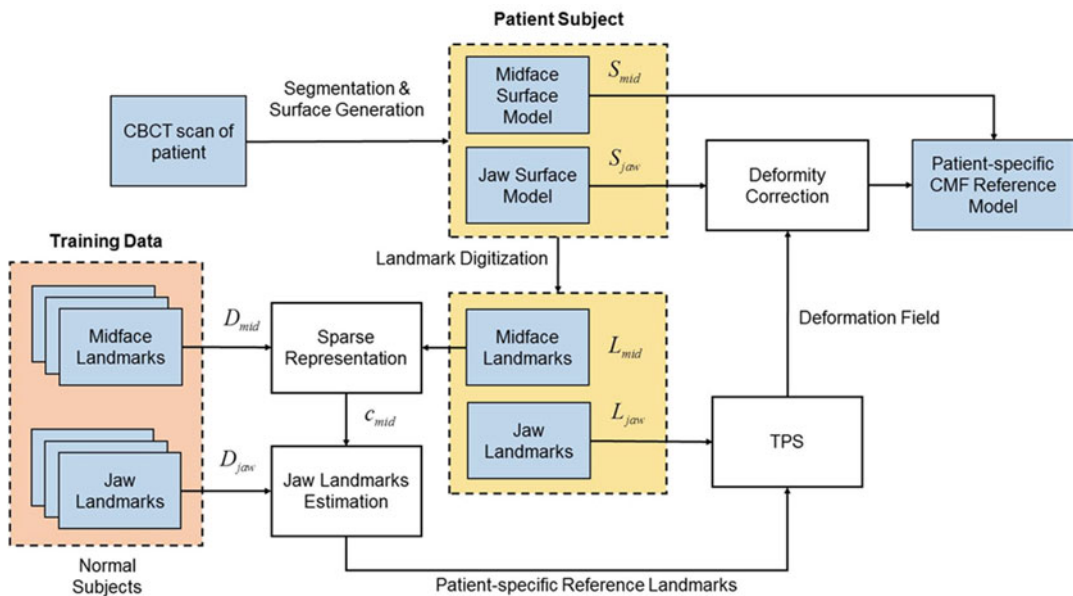 Patient Subject
Segmentation &
Surface Generation
CBCT scan of
patient
Midface
Surface
Model
S_mid
Jaw Surface
Model
S_jaw
Deformity
Correction
Patient-specific
CMF Reference
Model
Landmark Digitization
Training Data
Midface
Landmarks
D_mid
Sparse
Representation
Midface
Landmarks
L_mid
Deformation Field
c_mid
Jaw
Landmarks
D_jaw
Jaw Landmarks
Estimation
Jaw
Landmarks
L_jaw
TPS
Normal
Subjects
Patient-specific Reference Landmarks